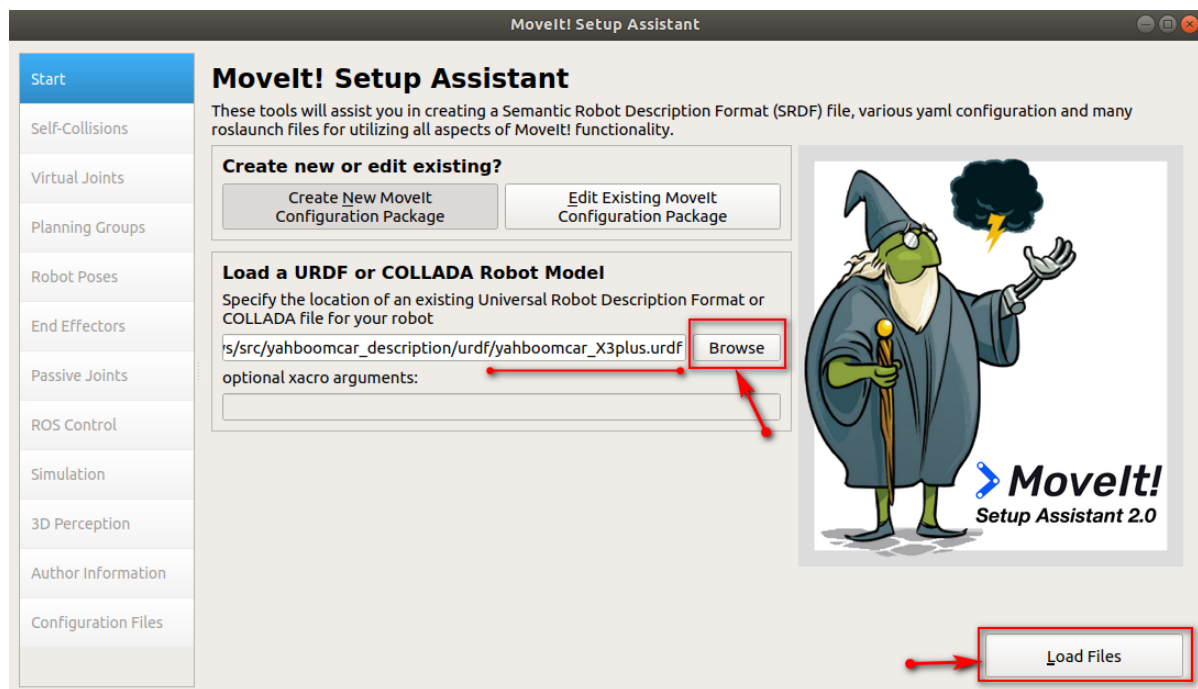 MoveIt! Setup Assistant
Start
Self-Collisions
Virtual Joints
Planning Groups
Robot Poses
End Effectors
Passive Joints
ROS Control
Simulation
3D Perception
Author Information
Configuration Files
MoveIt! Setup Assistant
These tools will assist you in creating a Semantic Robot Description Format (SRDF) file, various yaml configuration and many
roslaunch files for utilizing all aspects of MoveIt! functionality.
Create new or edit existing?
Create New MoveIt
Configuration Package
Edit Existing MoveIt
Configuration Package
Load a URDF or COLLADA Robot Model
Specify the location of an existing Universal Robot Description Format or
COLLADA file for your robot
/s/src/yahboomcar_description/urdf/yahboomcar_X3plus.urdf
Browse
optional xacro arguments:
MoveIt!
Setup Assistant 2.0
Load Files